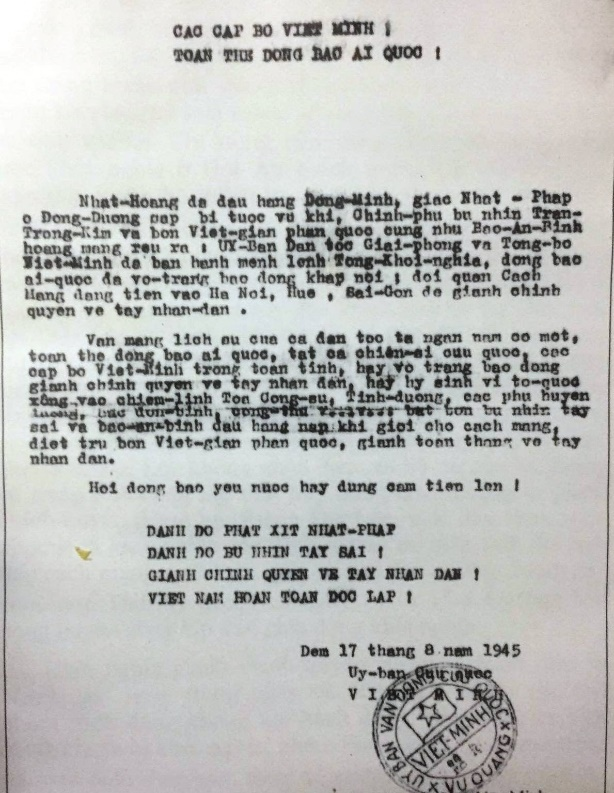 CAC CAP BO VIET MINH !
TOAN THE DONG BAO AI QUOC !
Nhat-Hoang da dau hang Dong-Minh, giac Nhat - Phap
o Dong-Duong sap bi tuoc vu khi, Chinh-phu bu nhin Tran-
Trong-Kim va bon Viet-gian phan quoc cung nhu Bao-An-Binh
hoang mang reu ra ; UY-Ban Dan toc Giai-phong va Tong-bo
Viet-Minh da ban hanh menh lenh Tong-Khoi-nghia, dong bao
ai-quoc da vo-trang bao dong khap noi ; doi quan Cach
Mang dang tien vao Ha Noi, Hue , Sai-Gon de gianh chinh
quyen ve tay nhan-dan .
Van mang lich su cua ca dan toc ta ngan nam co mot,
toan the dong bao ai quoc, tat ca chien-si cuu quoc, cac
cap bo Viet-Minh trong toan tinh, hay vo trang bao dong
gianh chinh quyen ve tay nhan dan, hay hy sinh vi to-quoc
xong vao chiem-linh Toa Cong-su, Tinh-duong, cac phu huyen
duong, cac don-binh, cong-thu bat bon bu nhin tay
sai va bao-an-binh dau hang nap khi gioi cho cach mang,
diet tru bon Viet-gian phan quoc, gianh toan thang ve tay
nhan dan.
Hoi dong bao yeu nuoc hay dung cam tien len !
DANH DO PHAT XIT NHAT-PHAP
DANH DO BU NHIN TAY SAI !
GIANH CHINH QUYEN VE TAY NHAN DAN !
VIET NAM HOAN TOAN DOC LAP !
Dem 17 thang 8 nam 1945
Uy-ban Cuu quoc
VIET MINH
UY BAN VAN DONG CUU QUOC x VU QUANG x
VIET MINH